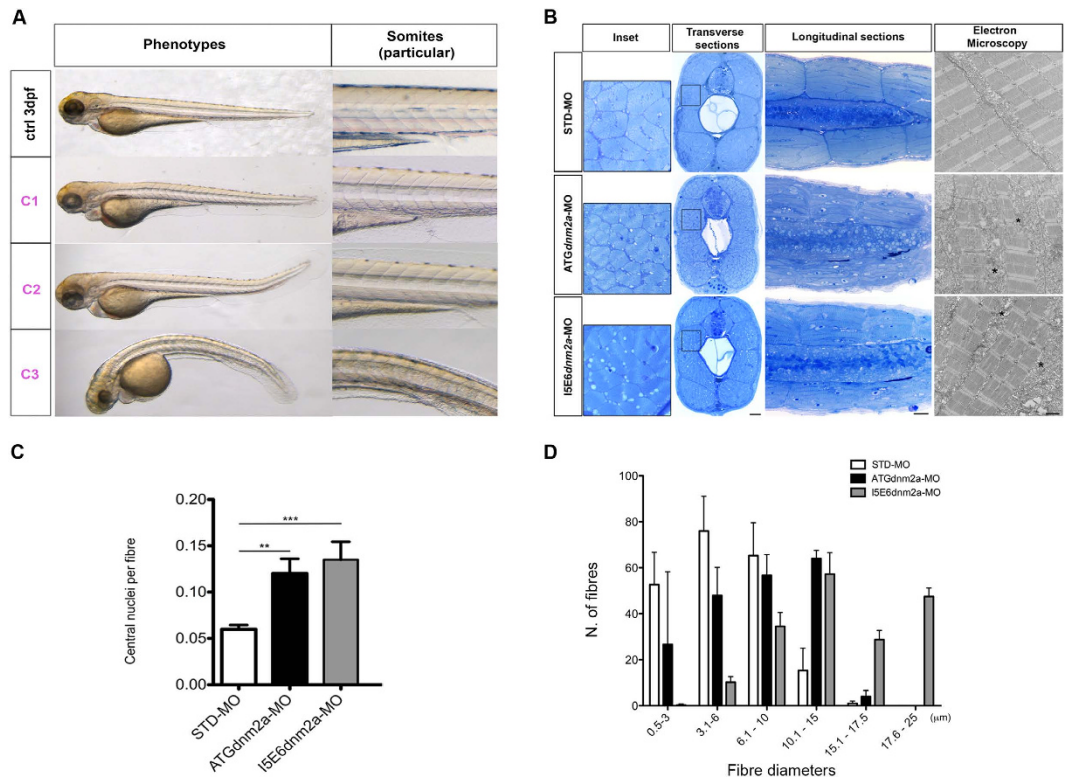 A
Phenotypes
Somites
(particular)
ctrl 3dpf
C1
C2
C3
B
Inset
Transverse
sections
Longitudinal sections
Electron
Microscopy
STD-MO
ATGdnm2a-MO
I5E6dnm2a-MO
*
*
*
*
C
0.20
0.15
0.10
0.05
0.00
Central nuclei per fibre
***
**
STD-MO
ATGdnm2a-MO
I5E6dnm2a-MO
D
STD-MO
ATGdnm2a-MO
I5E6dnm2a-MO
100
80
60
40
20
0
N. of fibres
0.5-3
3.1-6
6.1 - 10
10.1 - 15
15.1 - 17.5
17.6 - 25
(μm)
Fibre diameters